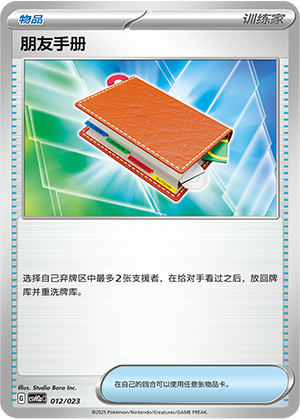 物品
训练家
朋友手册
选择自己弃牌区中最多2张支援者，在给对手看过之后，放回牌
库并重洗牌库。
Illus. Studio Bora Inc.
在自己的回合可以使用任意张物品卡。
G
012/023
©2025 Pokémon/Nintendo/Creatures/GAME FREAK.